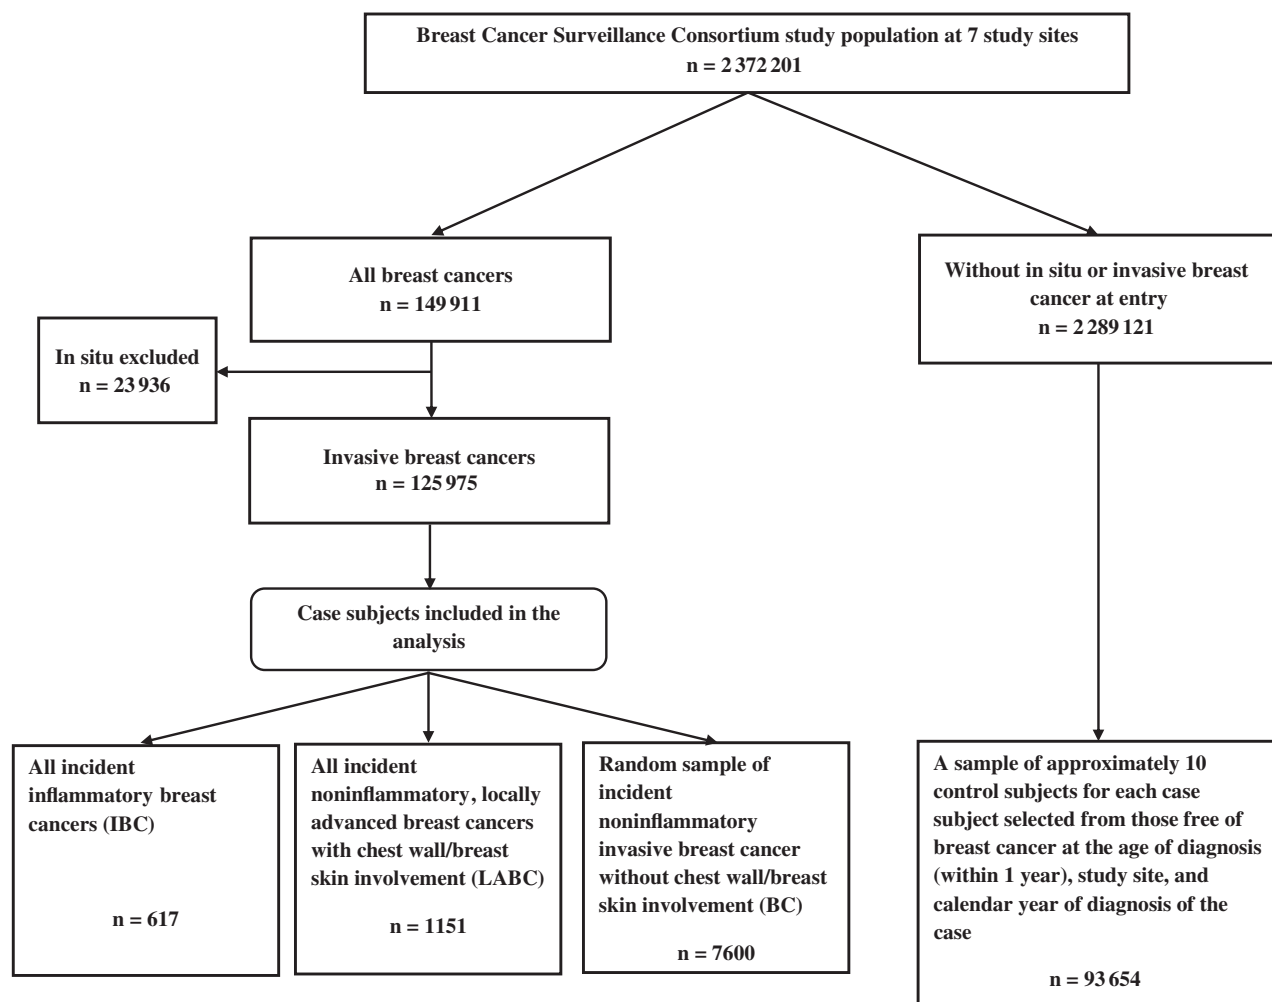 Breast Cancer Surveillance Consortium study population at 7 study sites
n = 2 372 201
All breast cancers
n = 149 911
Without in situ or invasive breast
cancer at entry
n = 2 289 121
In situ excluded
n = 23 936
Invasive breast cancers
n = 125 975
Case subjects included in the
analysis
All incident
inflammatory breast
cancers (IBC)
n = 617
All incident
noninflammatory, locally
advanced breast cancers
with chest wall/breast
skin involvement (LABC)
n = 1151
Random sample of
incident
noninflammatory
invasive breast cancer
without chest wall/breast
skin involvement (BC)
n = 7600
A sample of approximately 10
control subjects for each case
subject selected from those free of
breast cancer at the age of diagnosis
(within 1 year), study site, and
calendar year of diagnosis of the
case
n = 93 654